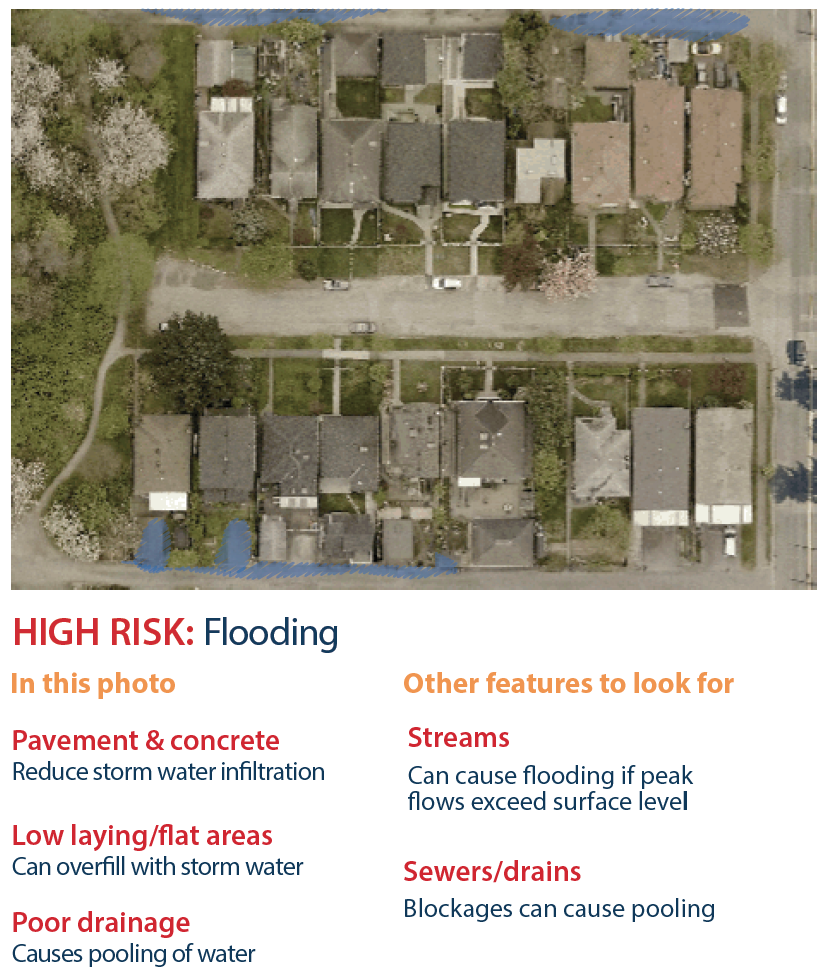 HIGH RISK: Flooding
In this photo
Pavement & concrete
Reduce storm water infiltration
Low laying/flat areas
Can overfill with storm water
Poor drainage
Causes pooling of water
Other features to look for
Streams
Can cause flooding if peak
flows exceed surface level
Sewers/drains
Blockages can cause pooling